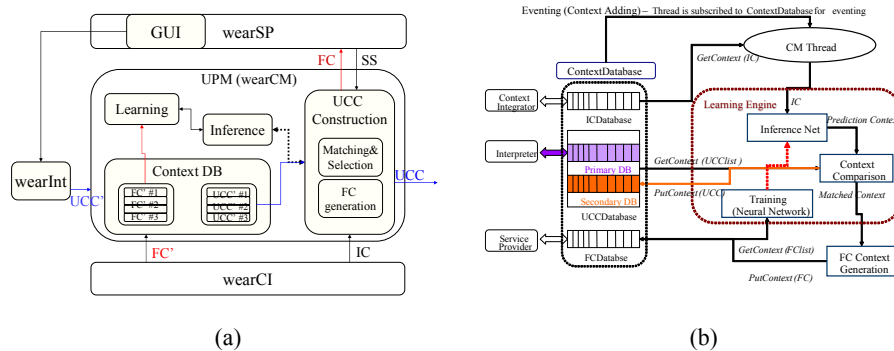 GUI
wearSP
FC
SS
UPM (wearCM)
Learning
Inference
UCC
Construction
Matching&
Selection
FC
generation
Context DB
FC' #1
FC' #2
FC' #3
UCC' #1
UCC' #2
UCC' #3
wearInt
UCC'
UCC
FC'
IC
wearCI
(a)
Eventing (Context Adding) – Thread is subscribed to ContextDatabase for eventing
GetContext (IC)
CM Thread
ContextDatabase
Context
Integrator
ICDatabase
Learning Engine
IC
Inference Net
Prediction Context
Interpreter
Primary DB
GetContext (UCClist )
Context
Comparison
Secondary DB
PutContext (UCC)
UCCDatabase
Training
(Neural Network)
Matched Context
Service
Provider
FCDatabse
GetContext (FClist)
FC Context
Generation
PutContext (FC)
(b)